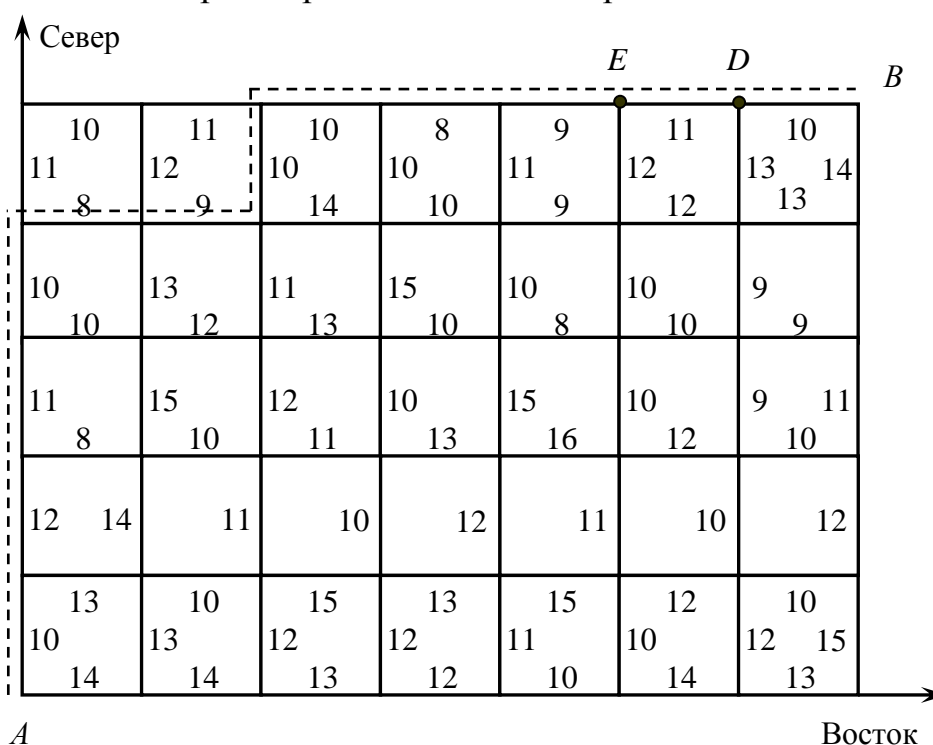 Север
E D
B
10 11 10 8 9 11 10
11 12 10 10 11 12 13 14
8 9 14 10 9 12 13
10 13 11 15 10 10 9
10 12 13 10 8 10 9
11 15 12 10 15 10 9 11
8 10 11 13 16 12 10
12 14 11 10 12 11 10 12
13 10 15 13 15 12 10
10 13 12 12 11 10 12 15
14 14 13 12 10 14 13
A Восток